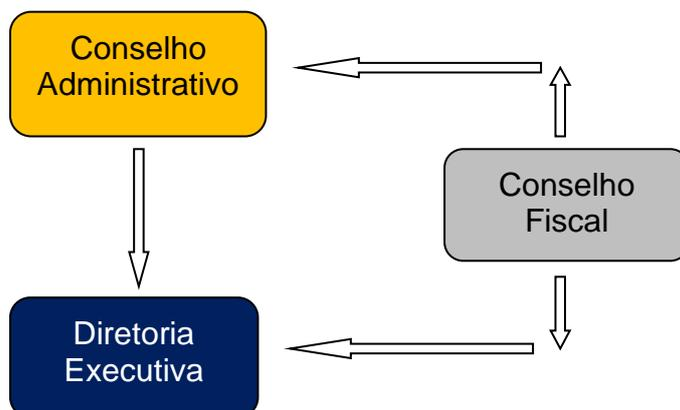 Conselho
Administrativo
Conselho
Fiscal
Diretoria
Executiva